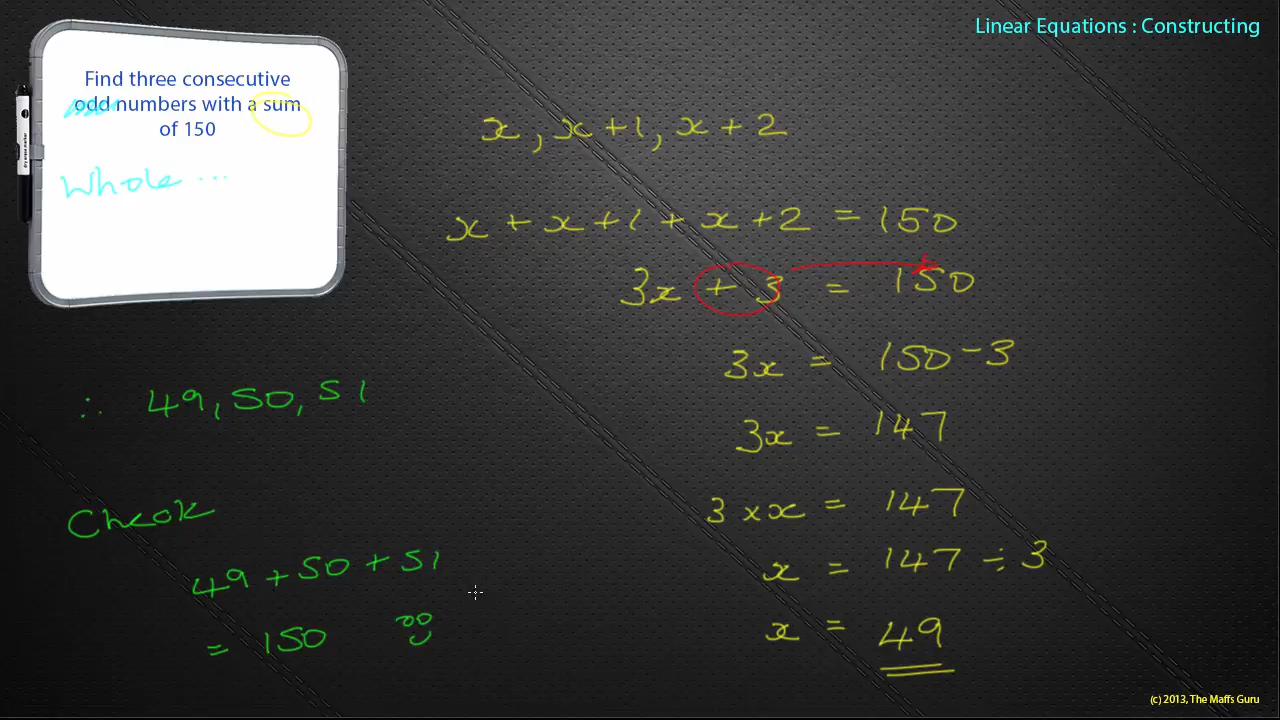 Linear Equations : Constructing
Find three consecutive
odd numbers with a sum
of 150
Whole ...
x, x+1, x+2
x + x + 1 + x + 2 = 150
3x + 3 = 150
3x = 150 - 3
3x = 147
3 × x = 147
x = 147 ÷ 3
x = 49
∴ 49, 50, 51
Check
49 + 50 + 51
= 150
(c) 2013, The Maffs Guru